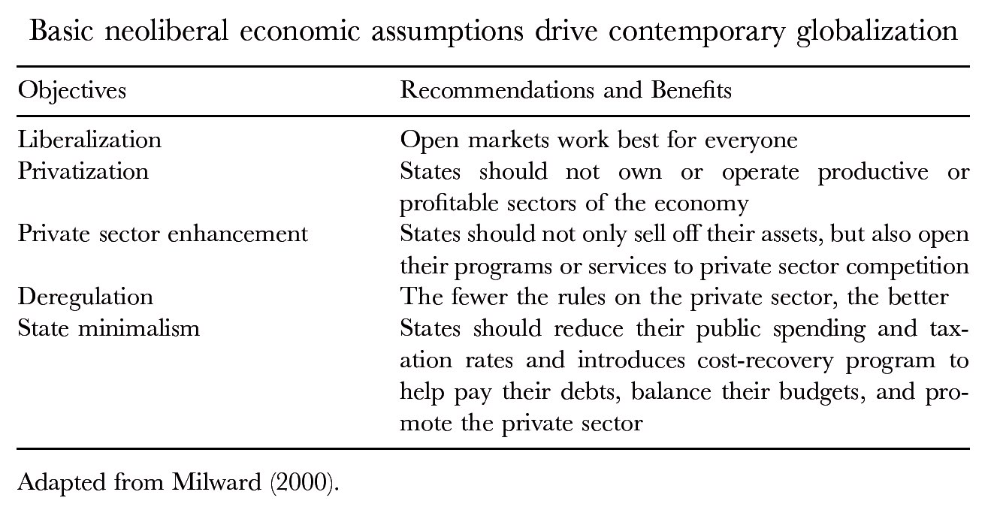 Basic neoliberal economic assumptions drive contemporary globalization
Objectives Recommendations and Benefits
Liberalization Open markets work best for everyone
Privatization States should not own or operate productive or
profitable sectors of the economy
Private sector enhancement States should not only sell off their assets, but also open
their programs or services to private sector competition
Deregulation The fewer the rules on the private sector, the better
State minimalism States should reduce their public spending and tax-
ation rates and introduces cost-recovery program to
help pay their debts, balance their budgets, and pro-
mote the private sector
Adapted from Milward (2000).